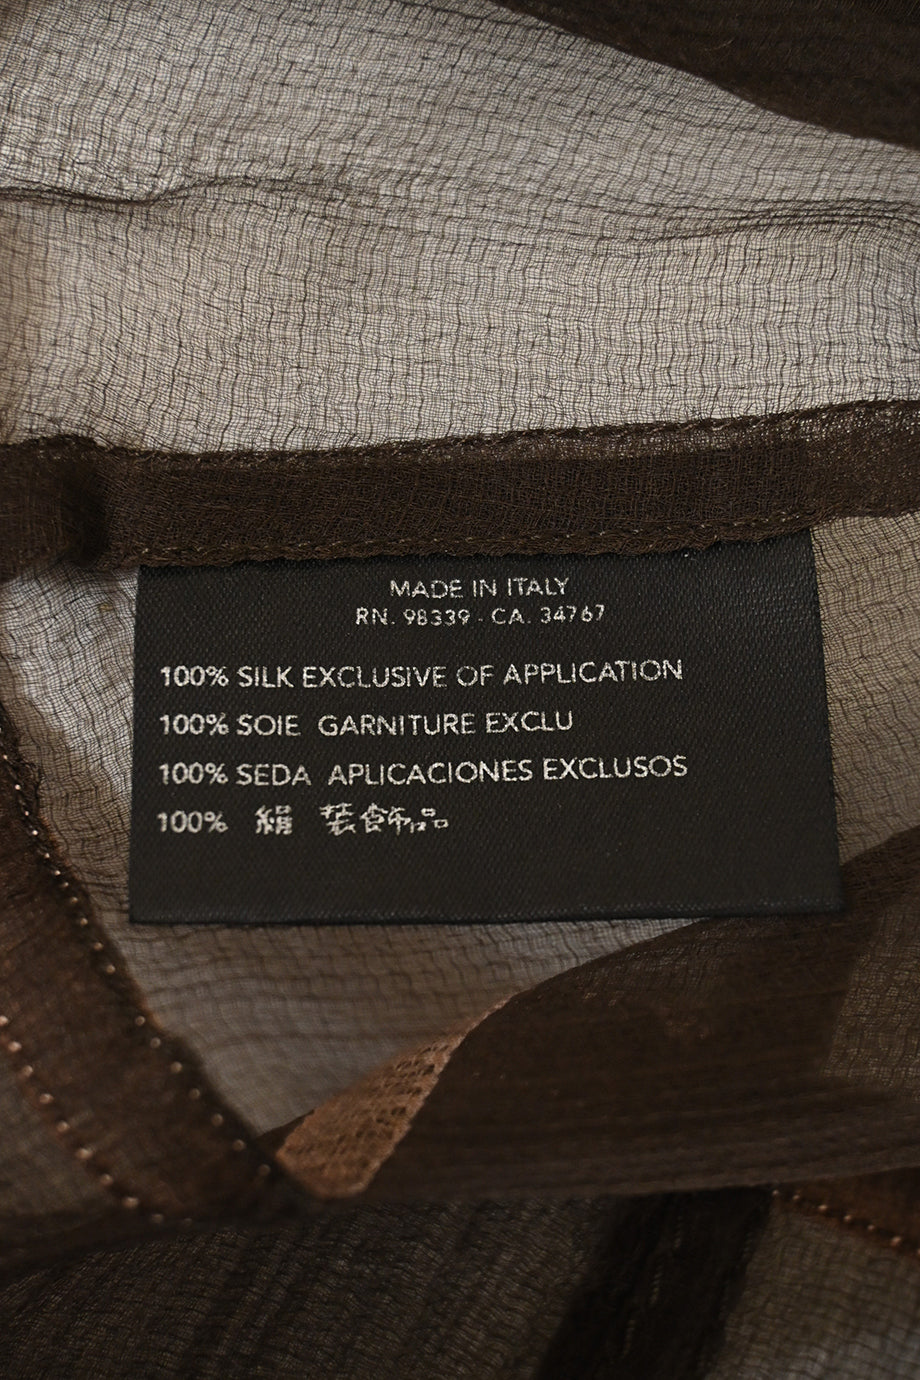 MADE IN ITALY
RN. 98339 - CA. 34767
100% SILK EXCLUSIVE OF APPLICATION
100% SOIE GARNITURE EXCLU
100% SEDA APLICACIONES EXCLUSOS
100% 絹 装飾品